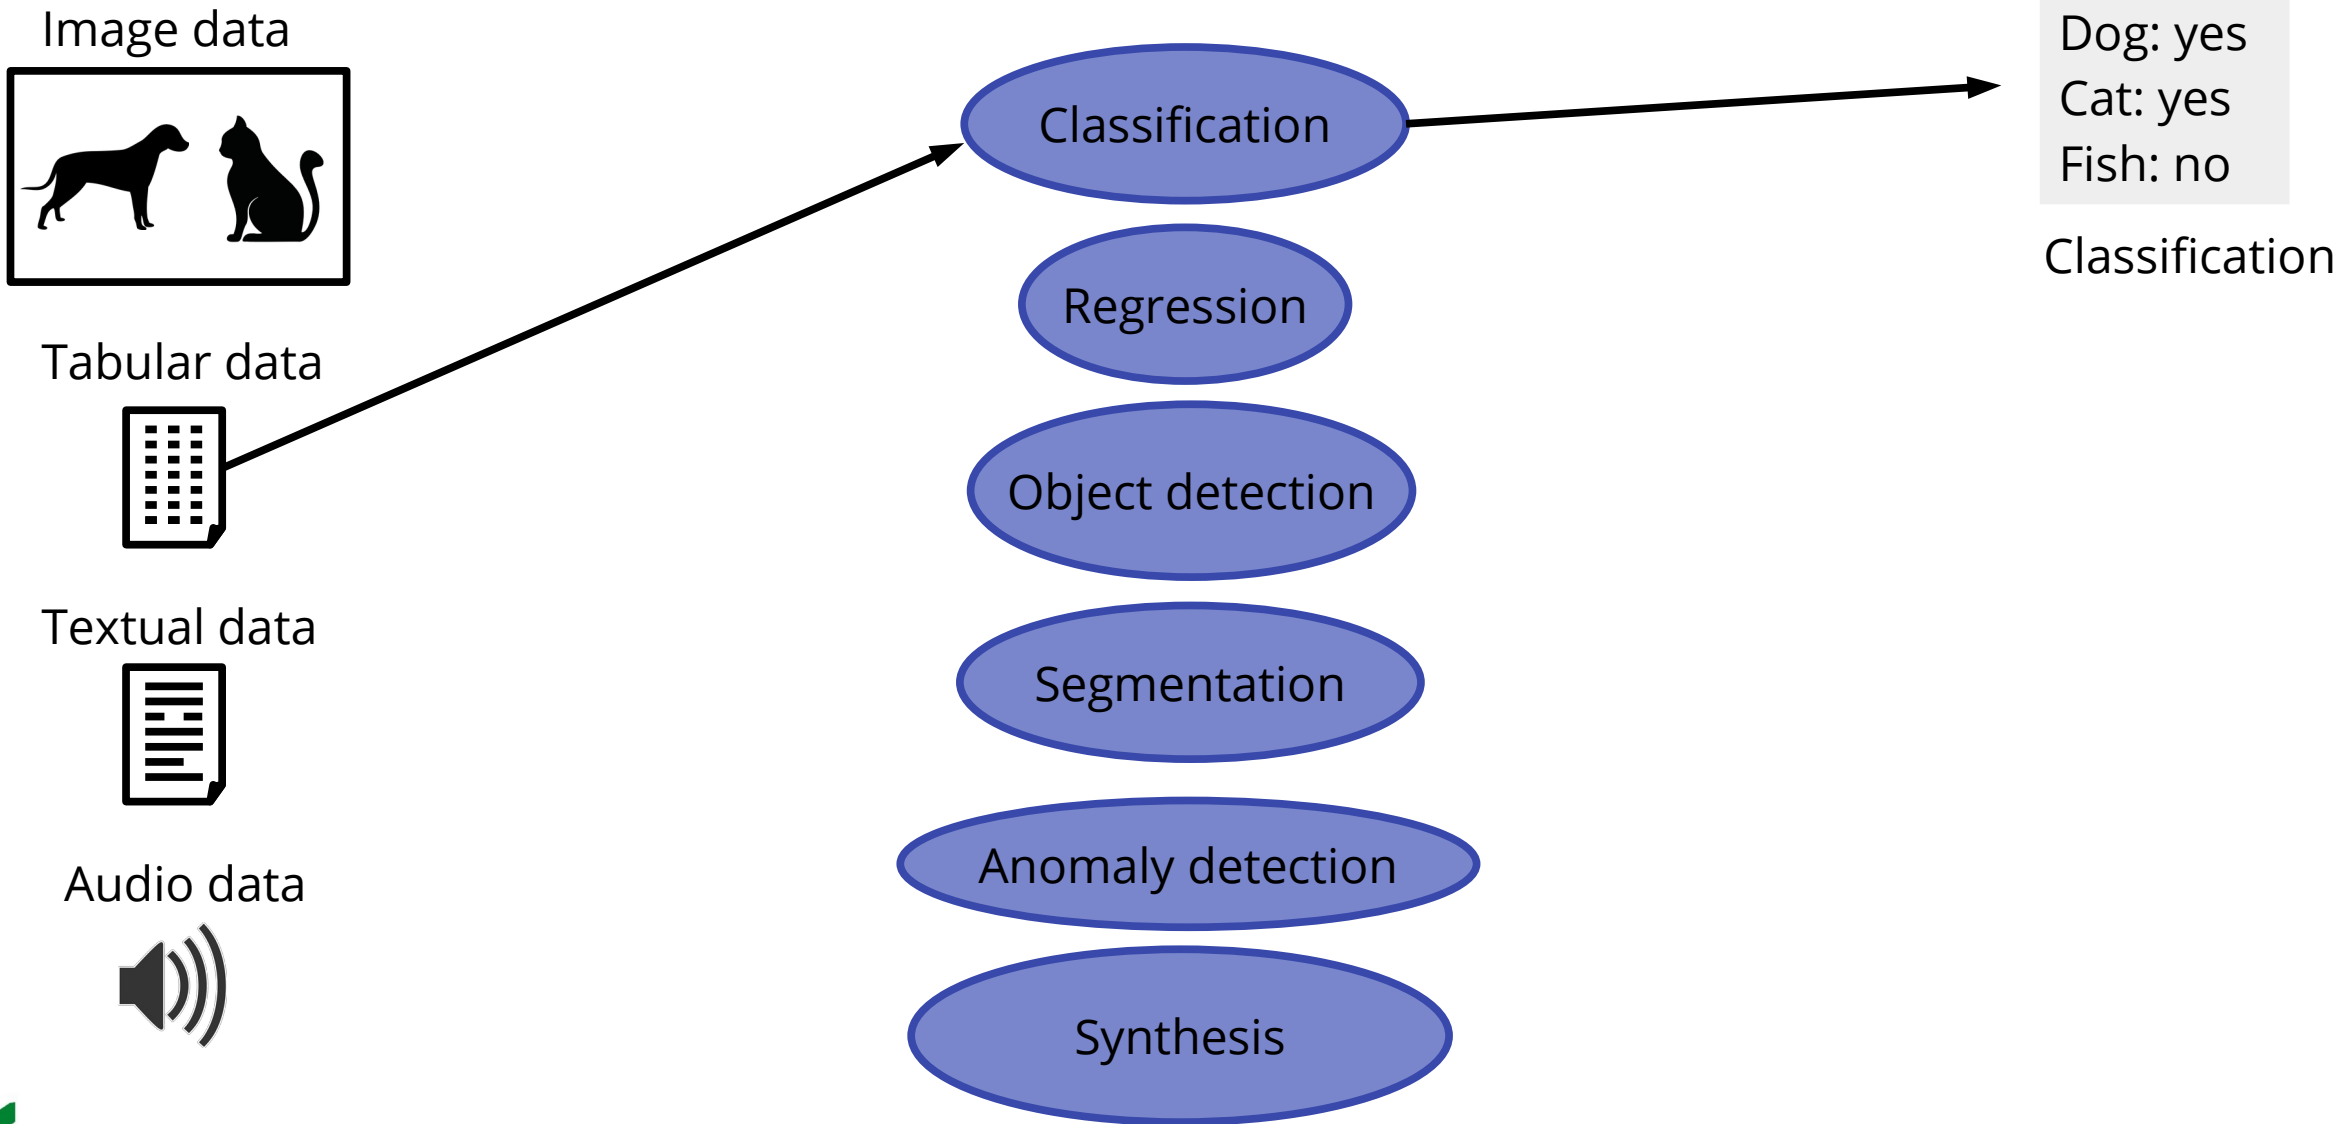 Image data
Tabular data
Textual data
Audio data
Classification
Regression
Object detection
Segmentation
Anomaly detection
Synthesis
Dog: yes
Cat: yes
Fish: no
Classification